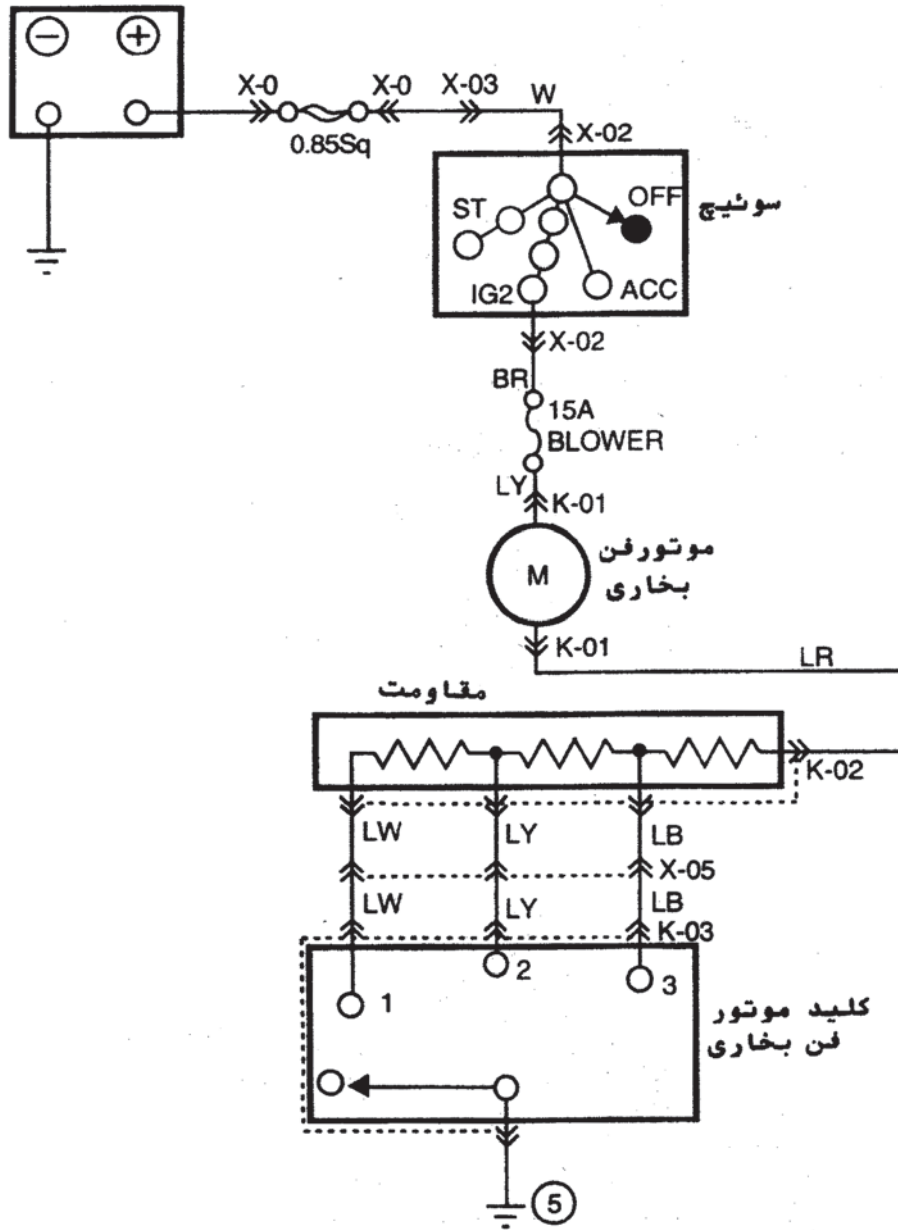 − +
X-0 X-0 X-03 W
0.85Sq
X-02
ST OFF
سوئیچ
IG2 ACC
X-02
BR
15A
BLOWER
LY
K-01
M
موتورفن
بخاری
K-01
LR
مقاومت
K-02
LW LY LB
X-05
LW LY LB
K-03
1 2 3
کلید موتور
فن بخاری
5